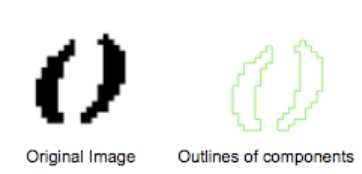 ()
Original Image
Outlines of components